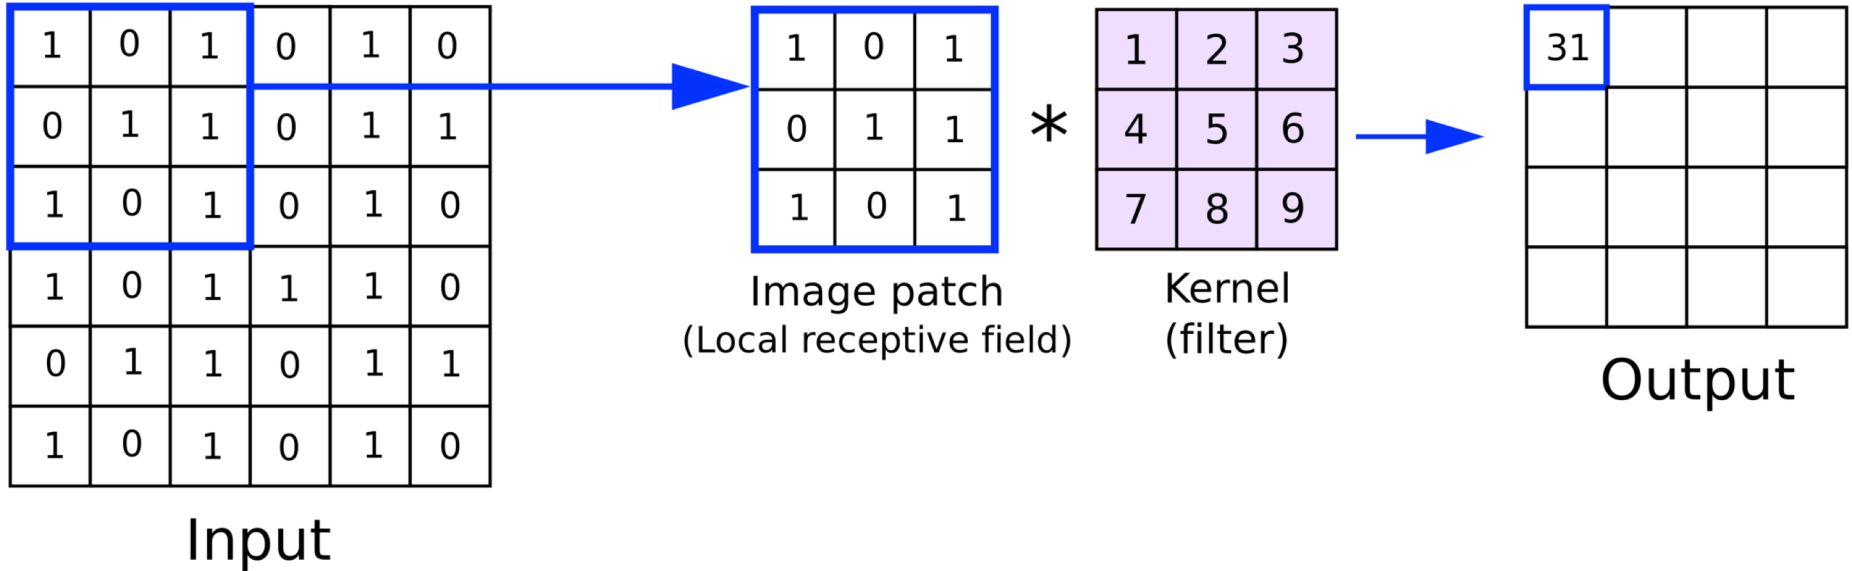 1 0 1 0 1 0
0 1 1 0 1 1
1 0 1 0 1 0
1 0 1 1 1 0
0 1 1 0 1 1
1 0 1 0 1 0
Input
1 0 1
0 1 1
1 0 1
Image patch
(Local receptive field)
*
1 2 3
4 5 6
7 8 9
Kernel
(filter)
31
Output